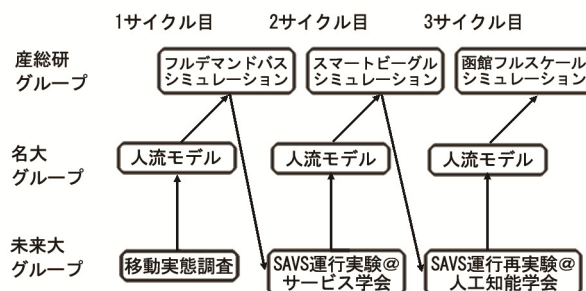 1サイクル目 2サイクル目 3サイクル目
産総研
グループ
フルデマンドバス
シミュレーション
スマートビーグル
シミュレーション
函館フルスケール
シミュレーション
名大
グループ
人流モデル
人流モデル
人流モデル
未来大
グループ
移動実態調査
SAVS運行実験@
サービス学会
SAVS運行再実験@
人工知能学会